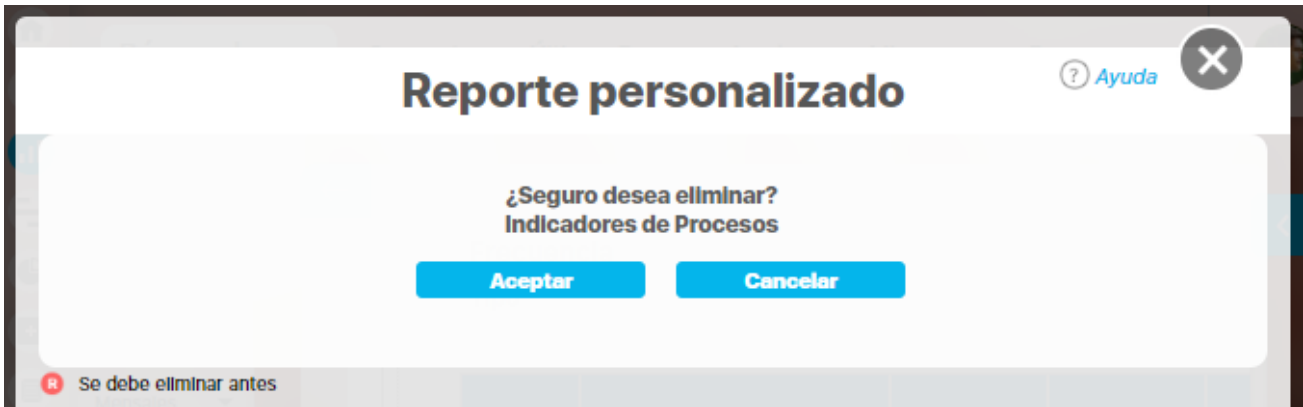 Reporte personalizado
? Ayuda
¿Seguro desea eliminar?
Indicadores de Procesos
Aceptar Cancelar
R Se debe eliminar antes